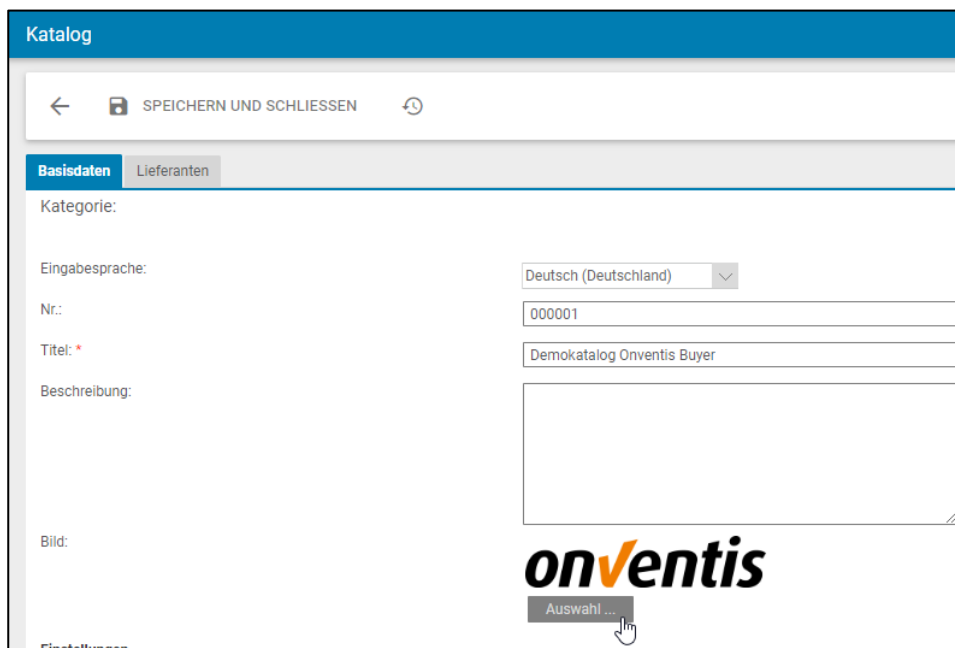 Katalog
SPEICHERN UND SCHLIESSEN
Basisdaten Lieferanten
Kategorie:
Eingabesprache: Deutsch (Deutschland)
Nr.: 000001
Titel: * Demokatalog Onventis Buyer
Beschreibung:
Bild: onventis
Auswahl ...
Einstellungen